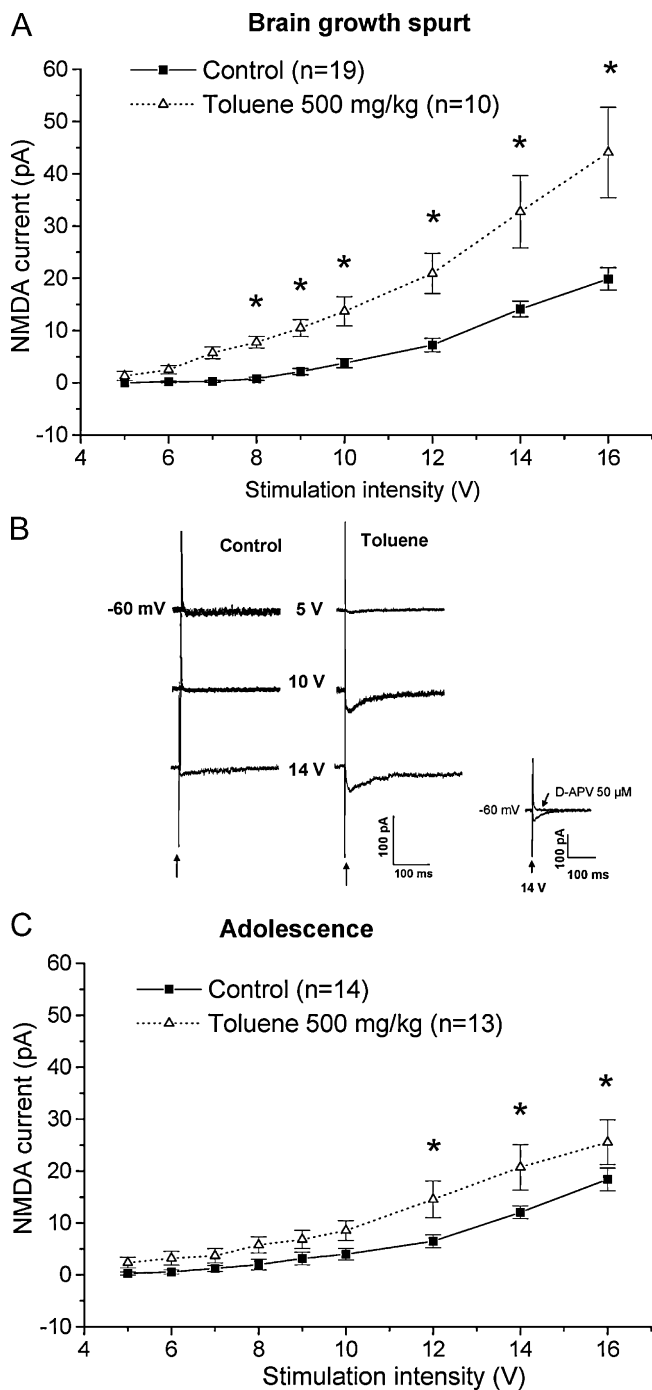 A
Brain growth spurt
Control (n=19)
Toluene 500 mg/kg (n=10)
* * * * * *
NMDA current (pA)
60
50
40
30
20
10
0
-10
4 6 8 10 12 14 16
Stimulation intensity (V)
B
Control Toluene
-60 mV 5 V
10 V
14 V
100 pA
100 ms
D-APV 50 µM
-60 mV
100 pA
100 ms
14 V
C
Adolescence
Control (n=14)
Toluene 500 mg/kg (n=13)
* * *
NMDA current (pA)
60
50
40
30
20
10
0
-10
4 6 8 10 12 14 16
Stimulation intensity (V)